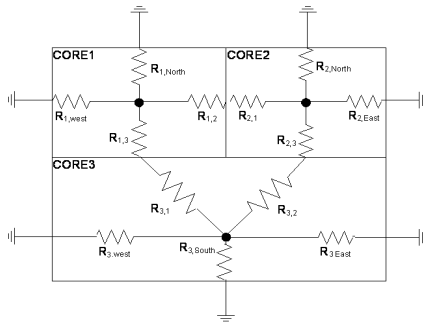 CORE1
CORE2
R1,North
R2,North
R1,west
R1,2
R2,1
R2,East
R1,3
R2,3
CORE3
R3,1
R3,2
R3.west
R3,South
R3 East